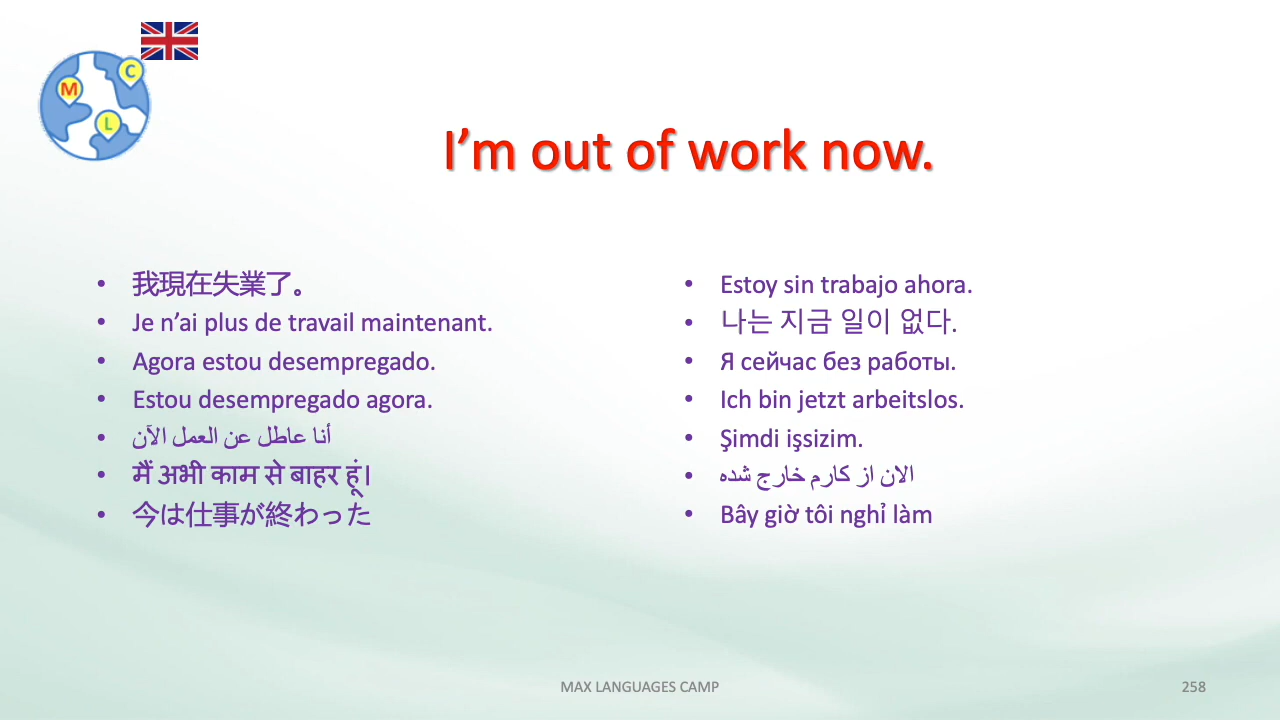 C
M
L
I’m out of work now.
我現在失業了。
Je n’ai plus de travail maintenant.
Agora estou desempregado.
Estou desempregado agora.
أنا عاطل عن العمل الآن
मैं अभी काम से बाहर हूं।
今は仕事が終わった
Estoy sin trabajo ahora.
나는 지금 일이 없다.
Я сейчас без работы.
Ich bin jetzt arbeitslos.
Şimdi işsizim.
الان از کارم خارج شده
Bây giờ tôi nghỉ làm
MAX LANGUAGES CAMP
258